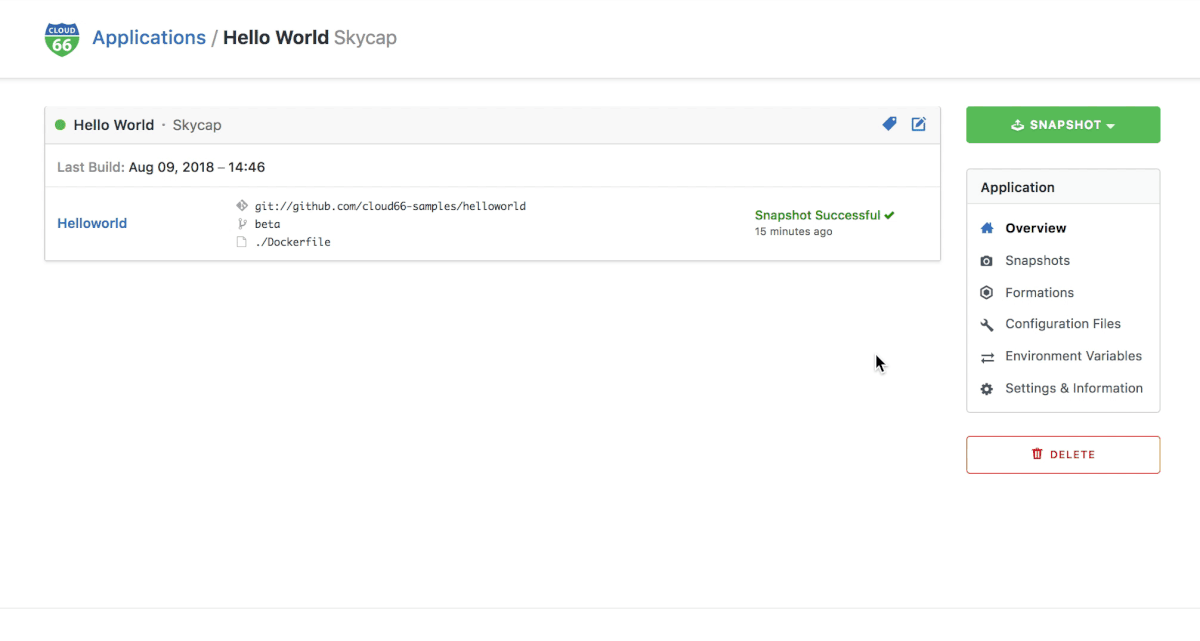 CLOUD
66
Applications / Hello World Skycap
Hello World · Skycap
SNAPSHOT
Last Build: Aug 09, 2018 – 14:46
Helloworld
git://github.com/cloud66-samples/helloworld
beta
./Dockerfile
Snapshot Successful
15 minutes ago
Application
Overview
Snapshots
Formations
Configuration Files
Environment Variables
Settings & Information
DELETE